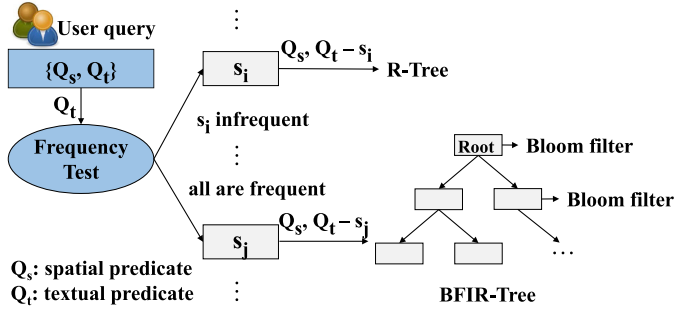 User query
{Qs, Qt}
Qt
Frequency
Test
⋮
si
Qs, Qt – si
R-Tree
si infrequent
⋮
all are frequent
sj
Qs, Qt – sj
⋮
Root
Bloom filter
Bloom filter
...
BFIR-Tree
Qs: spatial predicate
Qt: textual predicate